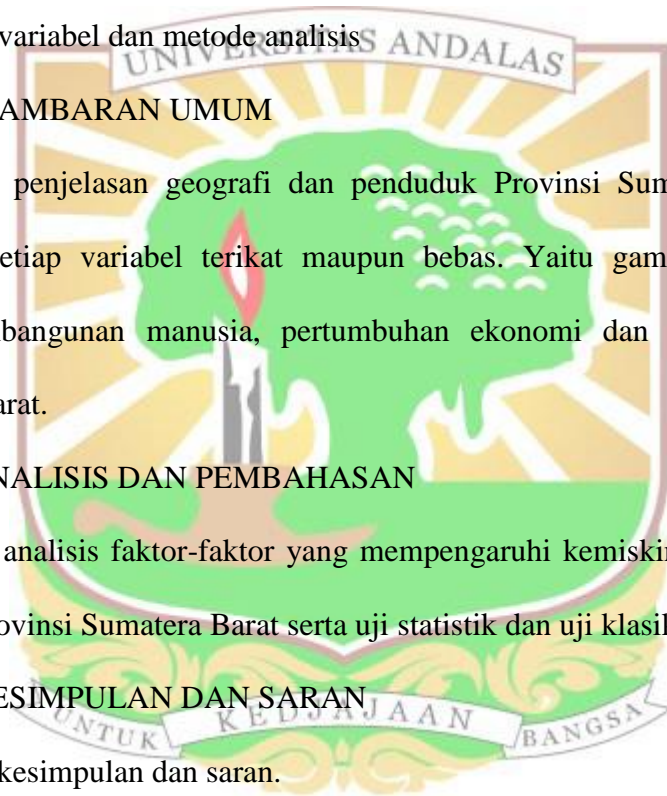 variabel dan metode analisis
UNIVERSITAS ANDALAS
AMBARAN UMUM
penjelasan geografi dan penduduk Provinsi Sum
etiap variabel terikat maupun bebas. Yaitu gam
bangunan manusia, pertumbuhan ekonomi dan
arat.
NALISIS DAN PEMBAHASAN
analisis faktor-faktor yang mempengaruhi kemiskin
ovinsi Sumatera Barat serta uji statistik dan uji klasik
ESIMPULAN DAN SARAN
UNTUK KEDJAJAAN BANGSA
kesimpulan dan saran.